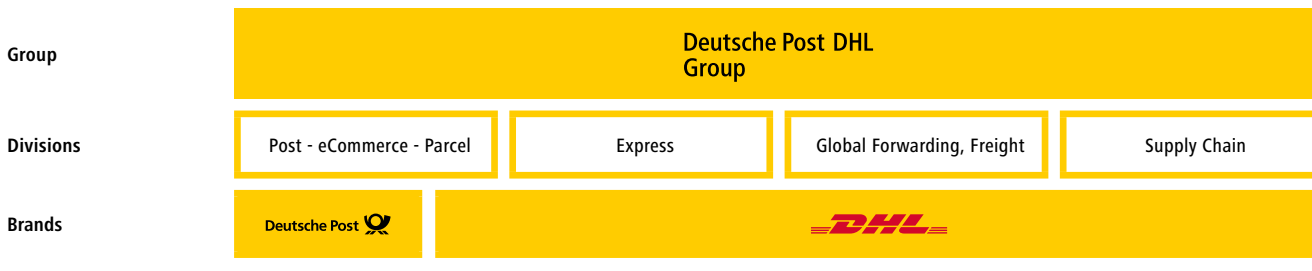 Group
Deutsche Post DHL
Group
Divisions
Post - eCommerce - Parcel
Express
Global Forwarding, Freight
Supply Chain
Brands
Deutsche Post
DHL